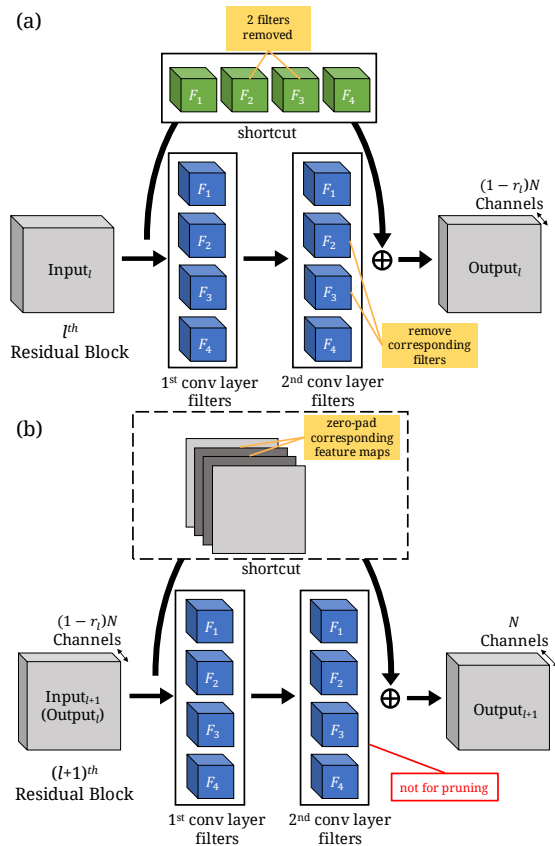 (a)
2 filters
removed
F₁ F₂ F₃ F₄
shortcut
F₁
F₂
F₃
F₄
F₁
F₂
F₃
F₄
(1 − rₗ)N
Channels
Inputₗ
Outputₗ
lᵗʰ
Residual Block
remove
corresponding
filters
1ˢᵗ conv layer
filters
2ⁿᵈ conv layer
filters
(b)
zero-pad
corresponding
feature maps
shortcut
(1 − rₗ)N
Channels
F₁
F₂
F₃
F₄
F₁
F₂
F₃
F₄
N
Channels
Inputₗ₊₁
(Outputₗ)
Outputₗ₊₁
(l+1)ᵗʰ
Residual Block
not for pruning
1ˢᵗ conv layer
filters
2ⁿᵈ conv layer
filters